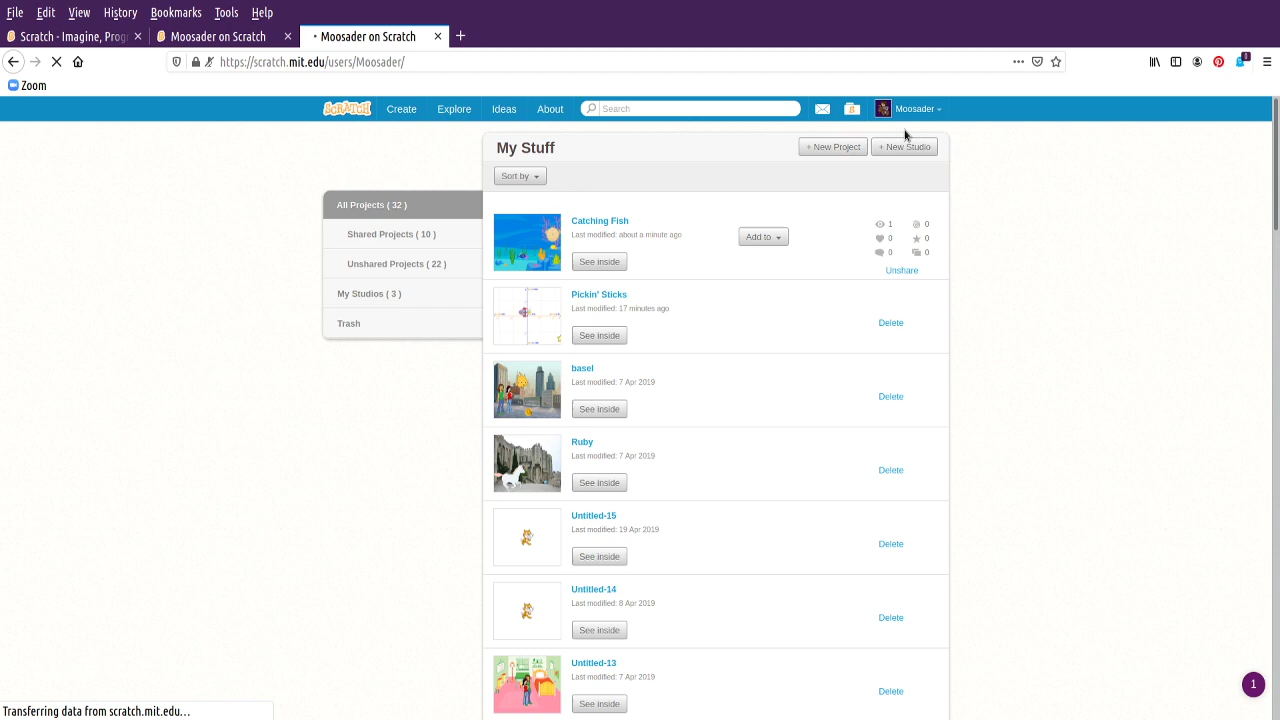 File Edit View History Bookmarks Tools Help
Scratch - Imagine, Prog
Moosader on Scratch
Moosader on Scratch
https://scratch.mit.edu/users/Moosader/
Zoom
SCRATCH Create Explore Ideas About Search Moosader
My Stuff
+ New Project + New Studio
Sort by
All Projects ( 32 )
Shared Projects ( 10 )
Unshared Projects ( 22 )
My Studios ( 3 )
Trash
Catching Fish
Last modified: about a minute ago
See inside
Add to
1 0
0 0
0 0
Unshare
Pickin' Sticks
Last modified: 17 minutes ago
See inside
Delete
basel
Last modified: 7 Apr 2019
See inside
Delete
Ruby
Last modified: 7 Apr 2019
See inside
Delete
Untitled-15
Last modified: 19 Apr 2019
See inside
Delete
Untitled-14
Last modified: 8 Apr 2019
See inside
Delete
Untitled-13
Last modified: 7 Apr 2019
See inside
Delete
1
Transferring data from scratch.mit.edu...